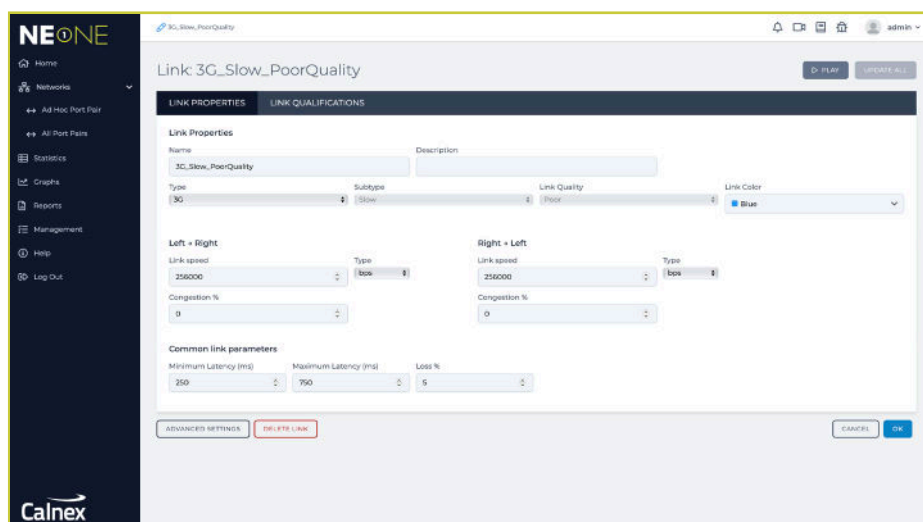 NE①NE
3G_Slow_PoorQuality
admin
Home
Networks
Ad Hoc Port Pair
All Port Pairs
Statistics
Graphs
Reports
Management
Help
Log Out
Link: 3G_Slow_PoorQuality
PLAY
UPDATE ALL
LINK PROPERTIES LINK QUALIFICATIONS
Link Properties
Name Description
3G_Slow_PoorQuality
Type Subtype Link Quality Link Color
3G Slow Poor Blue
Left → Right Right → Left
Link speed Type Link speed Type
256000 bps 256000 bps
Congestion % Congestion %
0 0
Common link parameters
Minimum Latency (ms) Maximum Latency (ms) Loss %
250 750 5
ADVANCED SETTINGS DELETE LINK CANCEL OK
Calnex